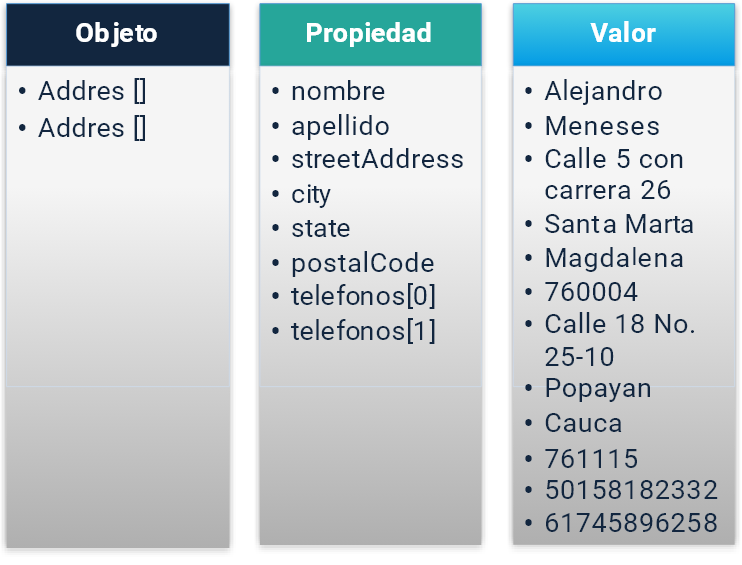 Objeto
• Addres []
• Addres []
Propiedad
• nombre
• apellido
• streetAddress
• city
• state
• postalCode
• telefonos[0]
• telefonos[1]
Valor
• Alejandro
• Meneses
• Calle 5 con
carrera 26
• Santa Marta
• Magdalena
• 760004
• Calle 18 No.
25-10
• Popayan
• Cauca
• 761115
• 50158182332
• 61745896258